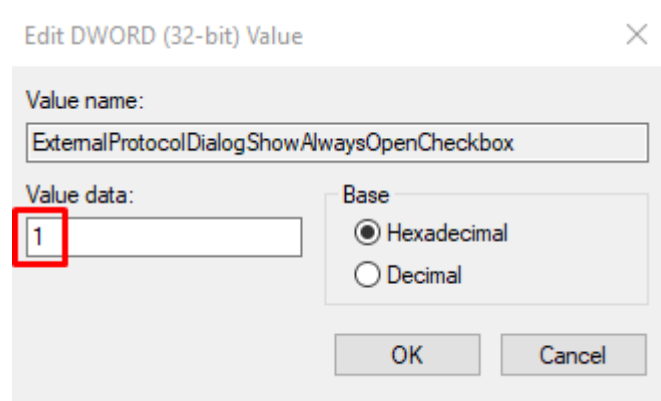 Edit DWORD (32-bit) Value
Value name:
ExternalProtocolDialogShowAlwaysOpenCheckbox
Value data:
1
Base
Hexadecimal
Decimal
OK
Cancel